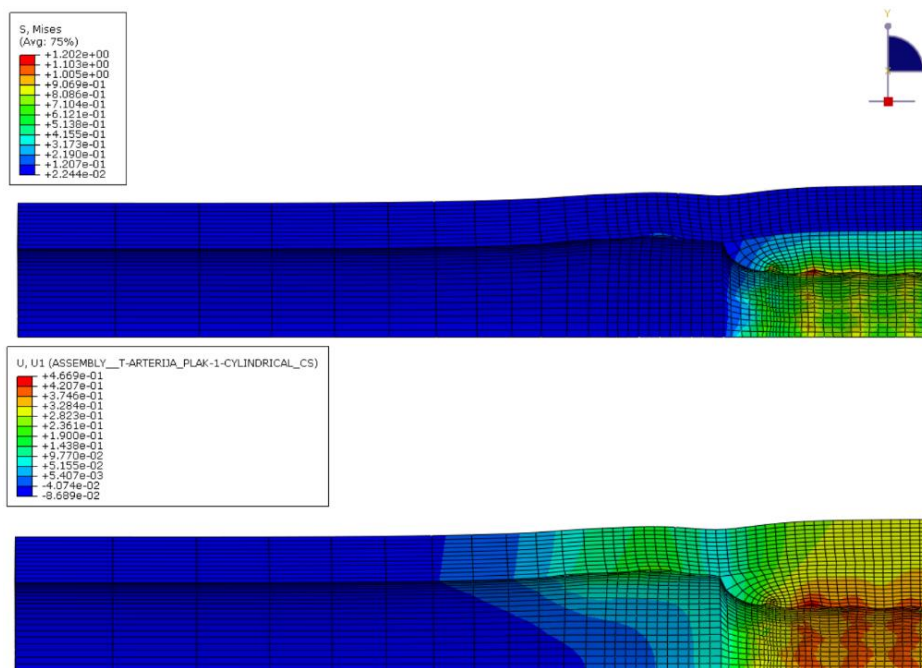 S, Mises
(Avg: 75%)
+1.202e+00
+1.103e+00
+1.005e+00
+9.069e-01
+8.086e-01
+7.104e-01
+6.121e-01
+5.138e-01
+4.155e-01
+3.173e-01
+2.190e-01
+1.207e-01
+2.244e-02
Y
U, U1 (ASSEMBLY__T-ARTERIJA_PLAK-1-CYLINDRICAL_CS)
+4.669e-01
+4.207e-01
+3.746e-01
+3.284e-01
+2.823e-01
+2.361e-01
+1.900e-01
+1.438e-01
+9.770e-02
+5.155e-02
+5.407e-03
-4.074e-02
-8.689e-02